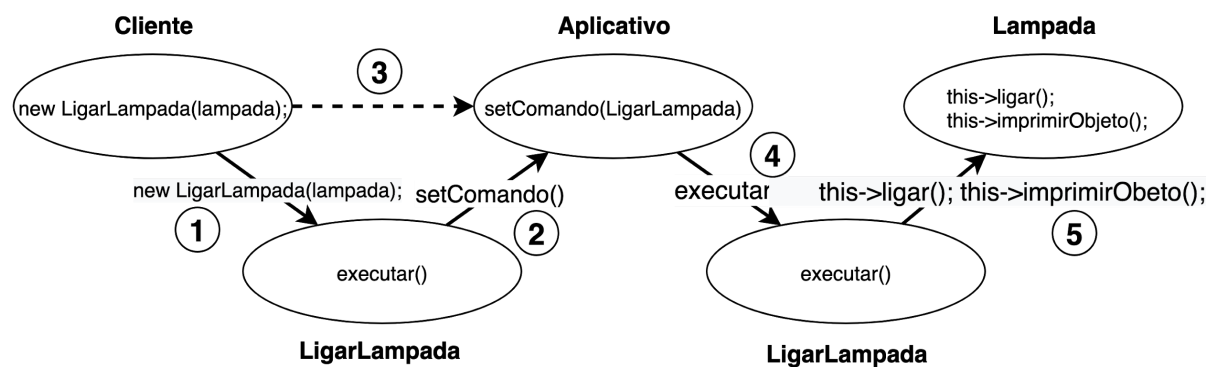 Cliente
Aplicativo
Lampada
3
new LigarLampada(lampada);
setComando(LigarLampada)
this->ligar();
this->imprimirObjeto();
4
new LigarLampada(lampada);
setComando()
executar
this->ligar(); this->imprimirObeto();
1
2
5
executar()
executar()
LigarLampada
LigarLampada